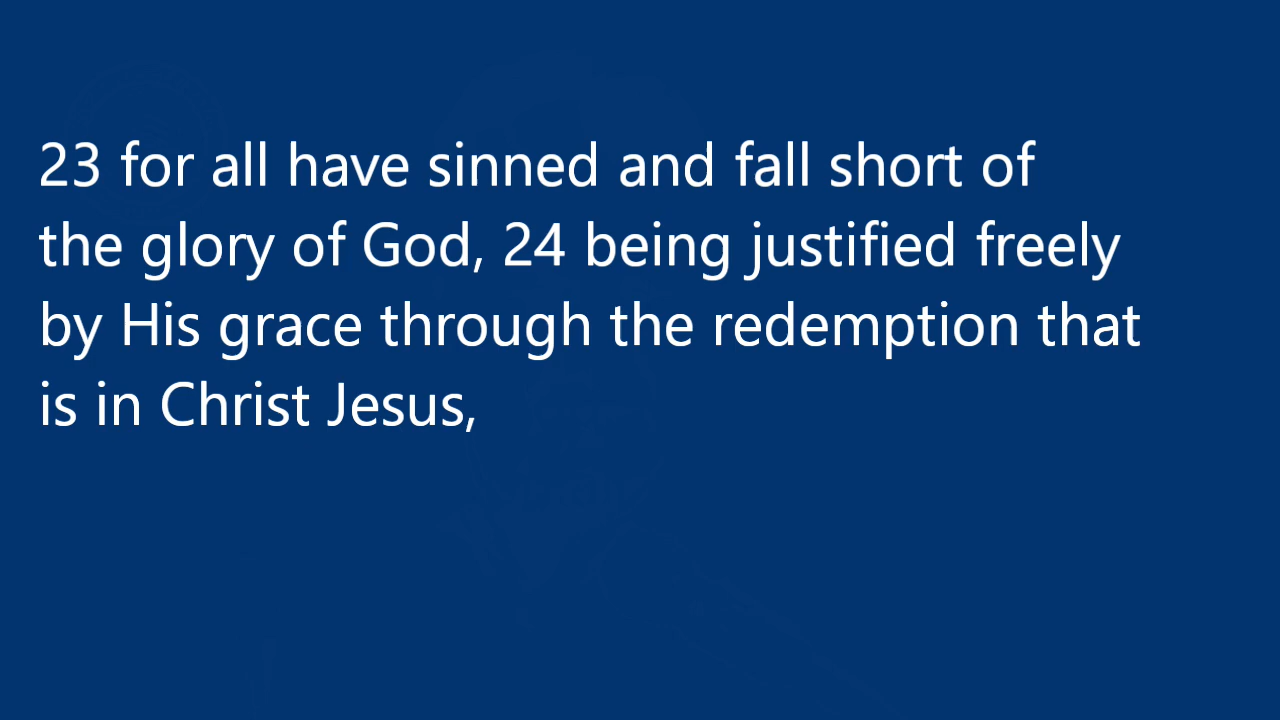 23 for all have sinned and fall short of
the glory of God, 24 being justified freely
by His grace through the redemption that
is in Christ Jesus,